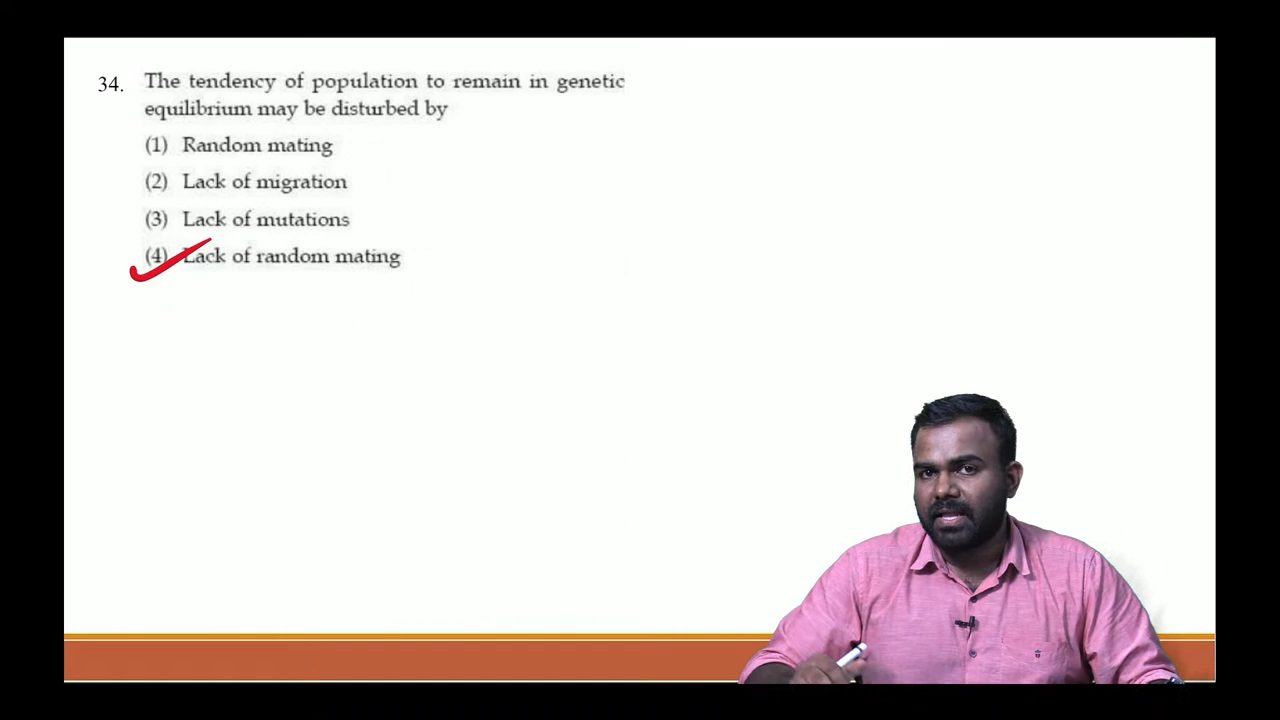 34. The tendency of population to remain in genetic
equilibrium may be disturbed by
(1) Random mating
(2) Lack of migration
(3) Lack of mutations
(4) Lack of random mating